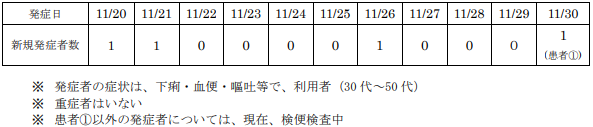 発症日 11/20 11/21 11/22 11/23 11/24 11/25 11/26 11/27 11/28 11/29 11/30
新規発症者数 1 1 0 0 0 0 1 0 0 0 1
(患者①)
※ 発症者の症状は、下痢・血便・嘔吐等で、利用者（30代～50代）
※ 重症者はいない
※ 患者①以外の発症者については、現在、検便検査中